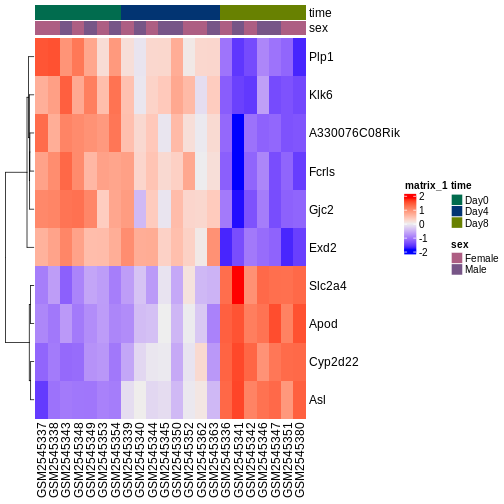 time
sex
Plp1
Klk6
A330076C08Rik
Fcrls
Gjc2
Exd2
Slc2a4
Apod
Cyp2d22
Asl
GSM2545337
GSM2545338
GSM2545343
GSM2545348
GSM2545349
GSM2545353
GSM2545354
GSM2545339
GSM2545340
GSM2545344
GSM2545345
GSM2545350
GSM2545352
GSM2545362
GSM2545363
GSM2545336
GSM2545341
GSM2545342
GSM2545346
GSM2545347
GSM2545351
GSM2545380
matrix_1
2
1
0
-1
-2
time
Day0
Day4
Day8
sex
Female
Male